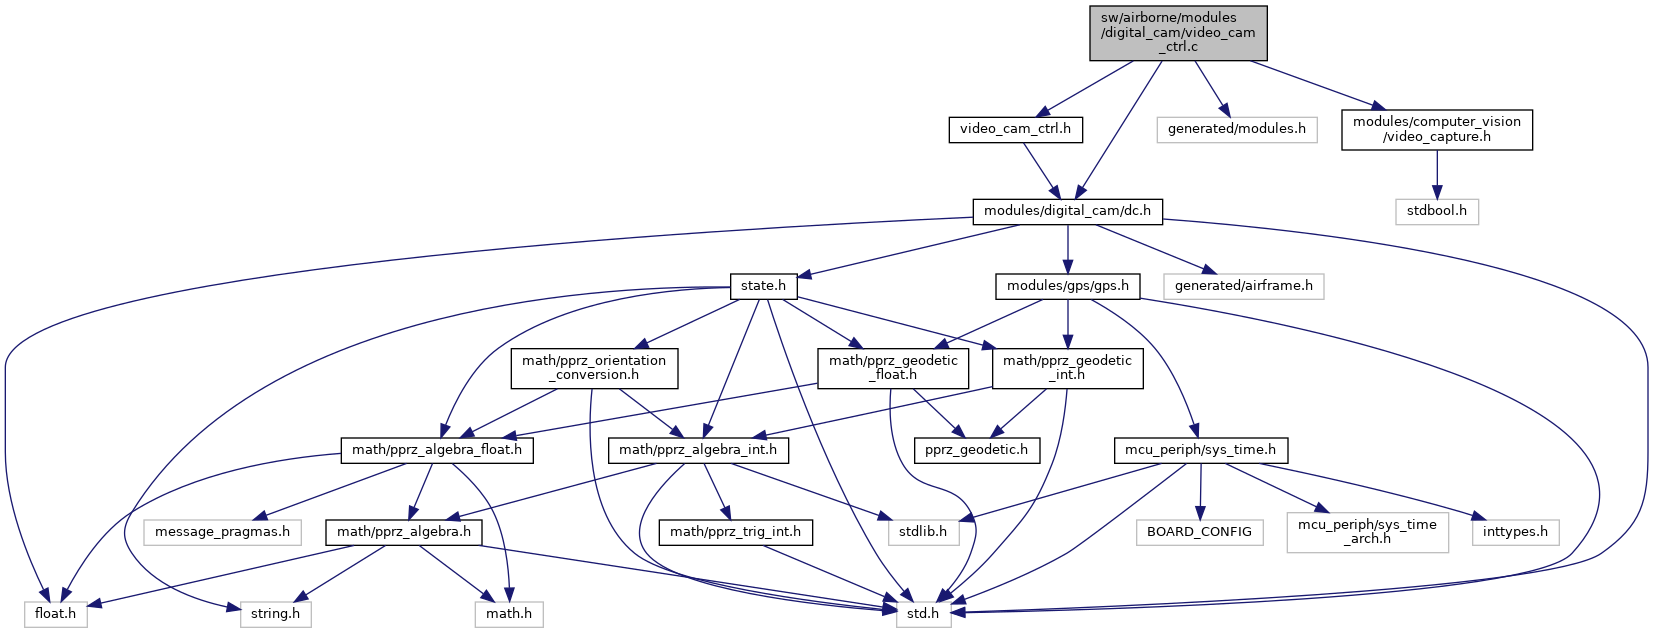 sw/airborne/modules
/digital_cam/video_cam
_ctrl.c
video_cam_ctrl.h
generated/modules.h
modules/computer_vision
/video_capture.h
modules/digital_cam/dc.h
stdbool.h
state.h
modules/gps/gps.h
generated/airframe.h
math/pprz_orientation
_conversion.h
math/pprz_geodetic
_float.h
math/pprz_geodetic
_int.h
math/pprz_algebra_float.h
math/pprz_algebra_int.h
pprz_geodetic.h
mcu_periph/sys_time.h
message_pragmas.h
math/pprz_algebra.h
math/pprz_trig_int.h
stdlib.h
BOARD_CONFIG
mcu_periph/sys_time
_arch.h
inttypes.h
float.h
string.h
math.h
std.h